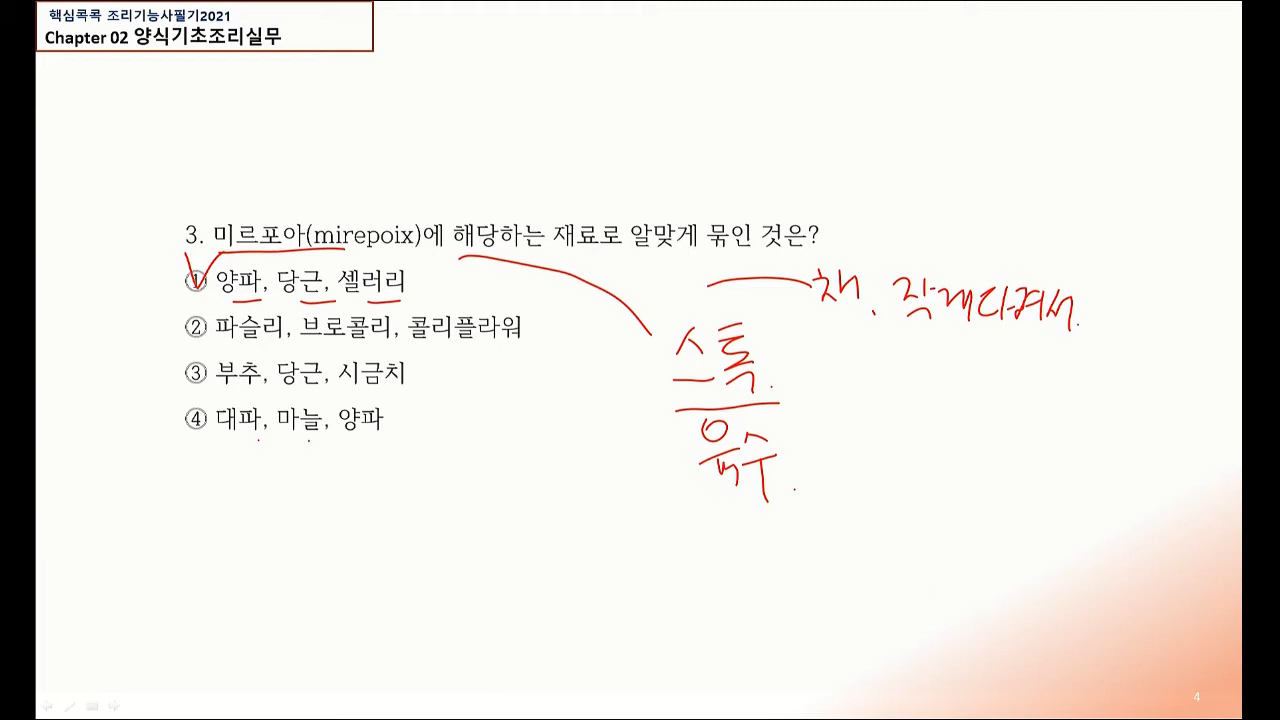 핵심콕콕 조리기능사필기2021
Chapter 02 양식기초조리실무
3. 미르포아(mirepoix)에 해당하는 재료로 알맞게 묶인 것은?
① 양파, 당근, 셀러리
② 파슬리, 브로콜리, 콜리플라워
③ 부추, 당근, 시금치
④ 대파, 마늘, 양파
채, 작게다져서.
스톡.
육수.
4